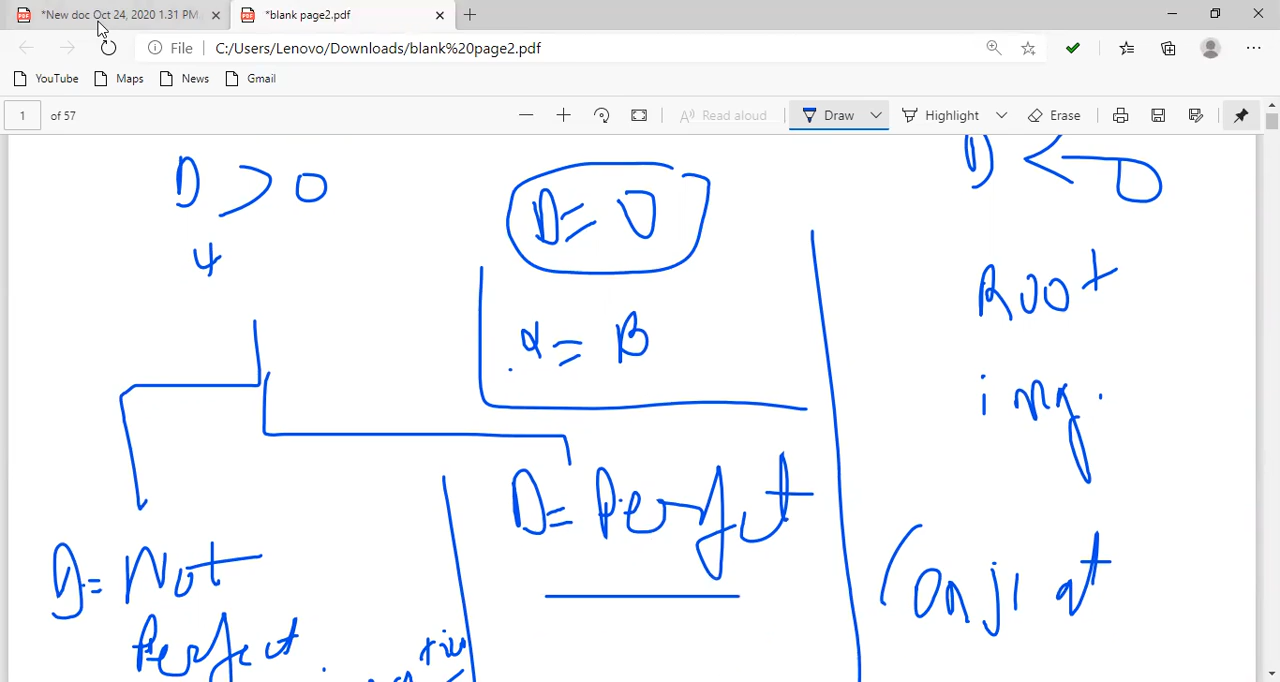 *New doc Oct 24, 2020 1.31 PM
*blank page2.pdf
File
C:/Users/Lenovo/Downloads/blank%20page2.pdf
YouTube Maps News Gmail
1 of 57
Read aloud Draw Highlight Erase
D > 0
D = 0
D < 0
α = β
Root
img.
D = Perfect
D = Not
Perfect